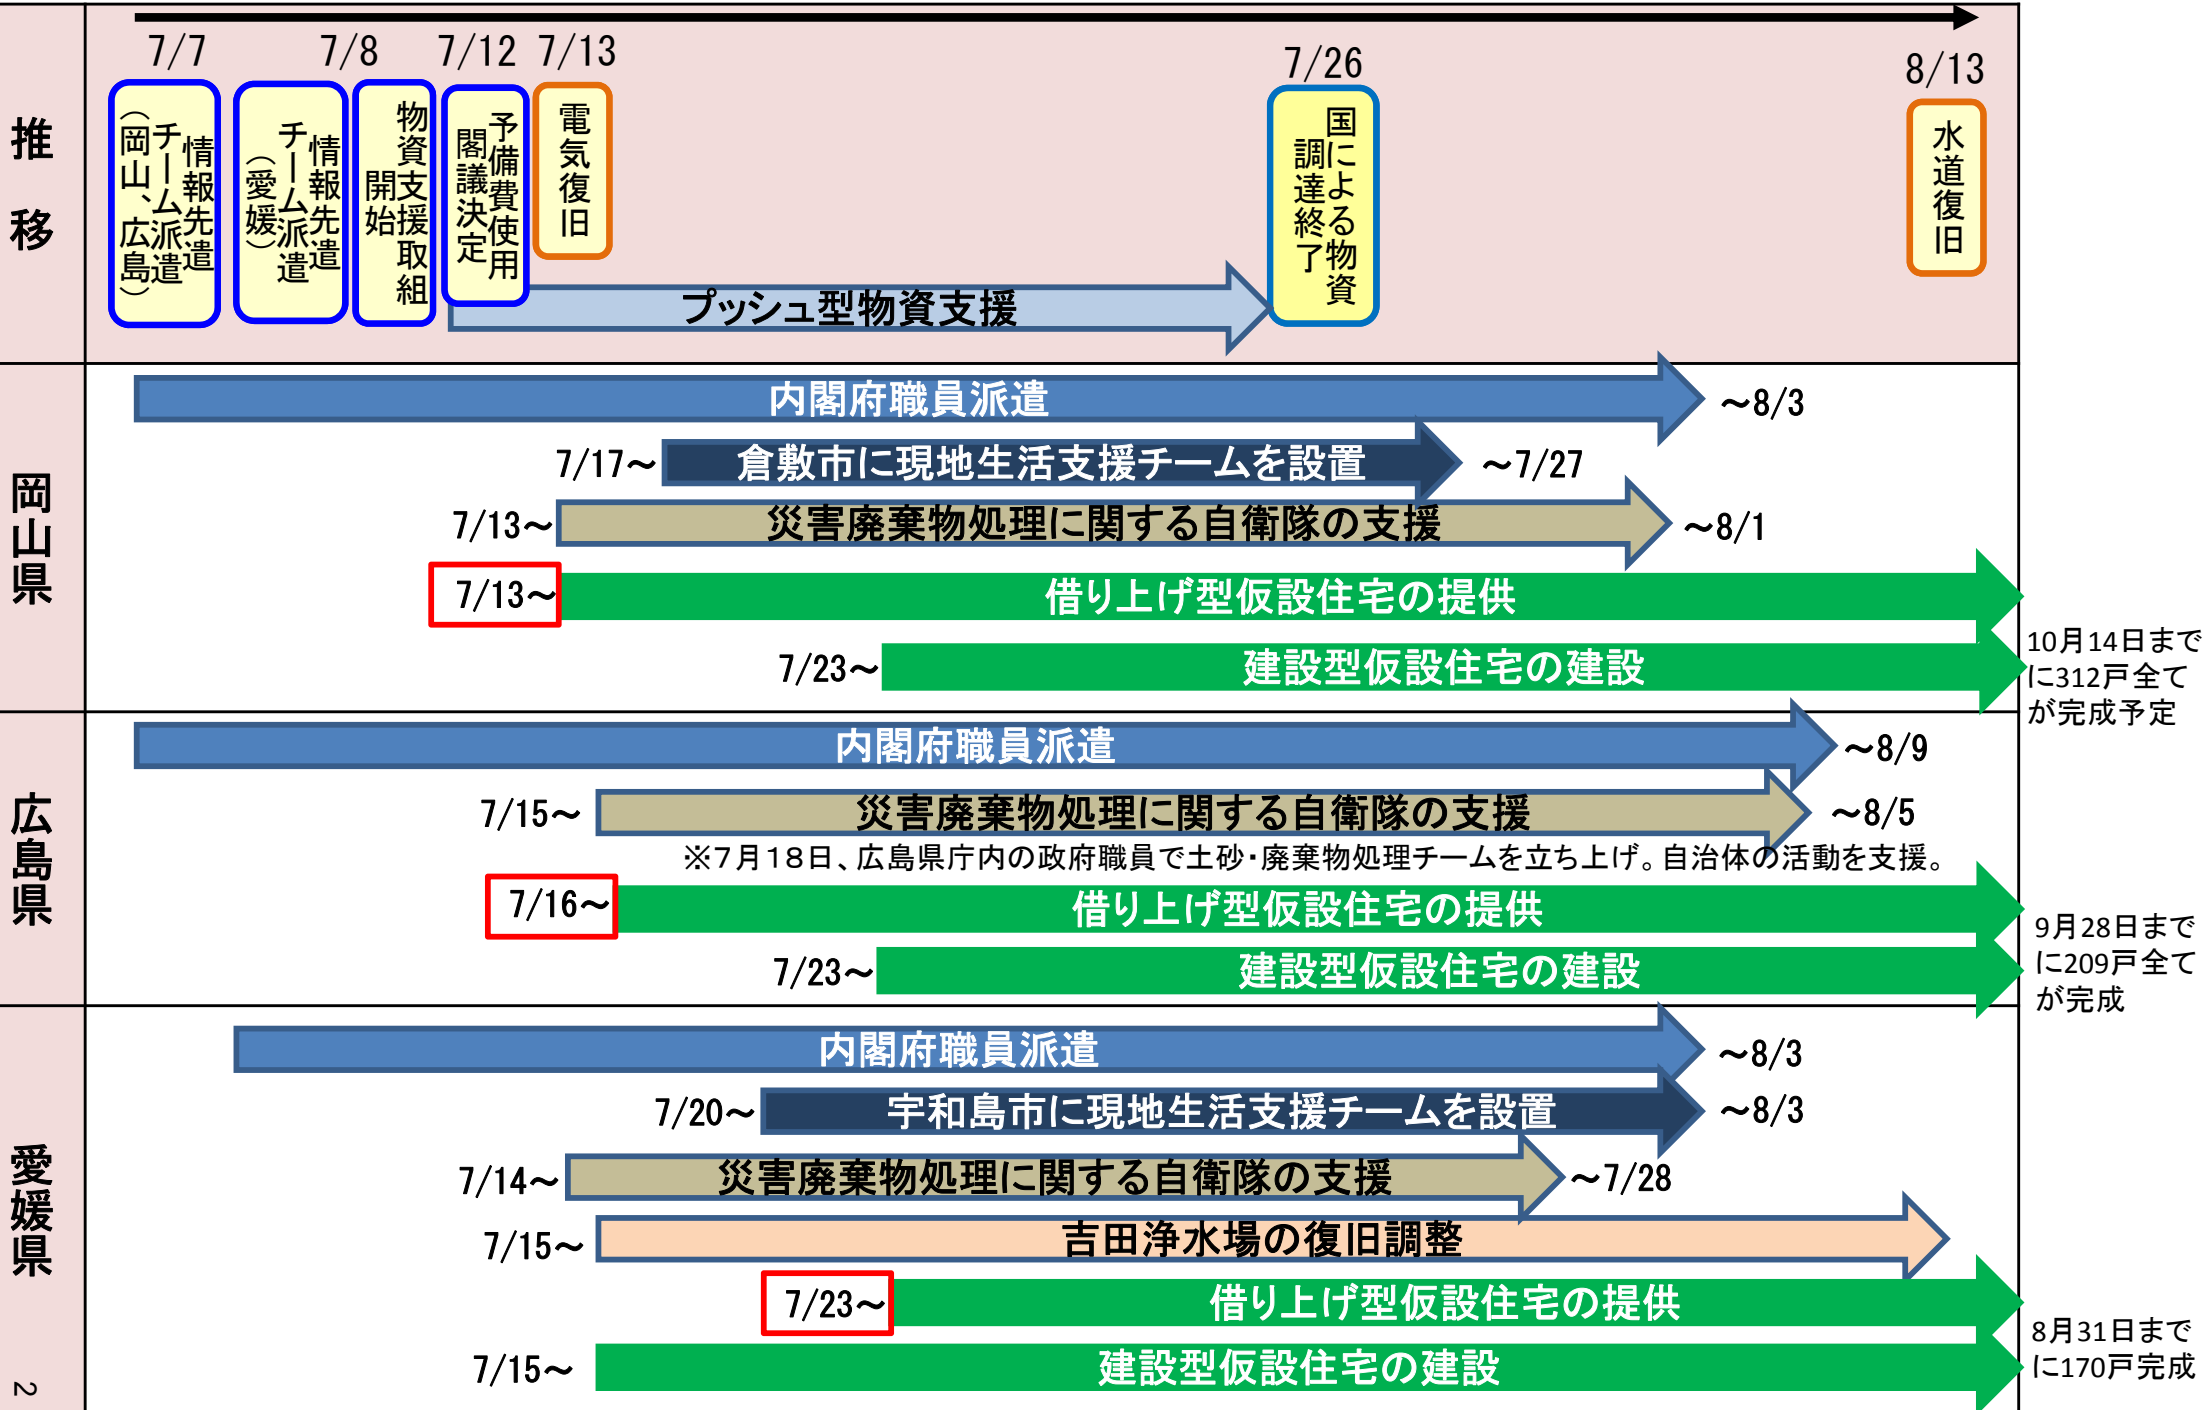 推移
7/7
7/8
7/12
7/13
7/26
8/13
情報先遣
チーム派遣
（岡山、広島）
情報先遣
チーム派遣
（愛媛）
物資支援取組
開始
予備費使用
閣議決定
電気復旧
国による物資
調達終了
水道復旧
プッシュ型物資支援
岡山県
内閣府職員派遣
～8/3
7/17～
倉敷市に現地生活支援チームを設置
～7/27
7/13～
災害廃棄物処理に関する自衛隊の支援
～8/1
7/13～
借り上げ型仮設住宅の提供
7/23～
建設型仮設住宅の建設
10月14日まで
に312戸全て
が完成予定
広島県
内閣府職員派遣
～8/9
7/15～
災害廃棄物処理に関する自衛隊の支援
～8/5
※7月18日、広島県庁内の政府職員で土砂・廃棄物処理チームを立ち上げ。自治体の活動を支援。
7/16～
借り上げ型仮設住宅の提供
7/23～
建設型仮設住宅の建設
9月28日まで
に209戸全て
が完成
愛媛県
内閣府職員派遣
～8/3
7/20～
宇和島市に現地生活支援チームを設置
～8/3
7/14～
災害廃棄物処理に関する自衛隊の支援
～7/28
7/15～
吉田浄水場の復旧調整
7/23～
借り上げ型仮設住宅の提供
7/15～
建設型仮設住宅の建設
8月31日まで
に170戸完成
2